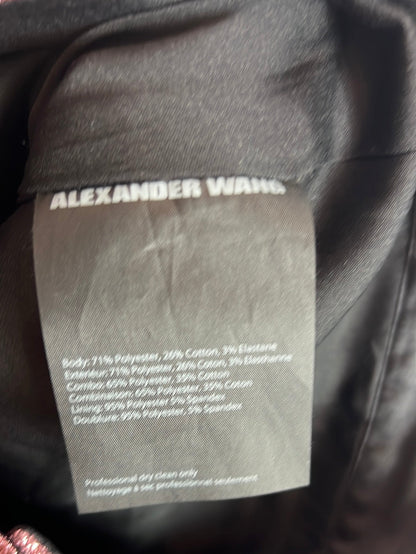 ALEXANDER WANG
Body: 71% Polyester, 26% Cotton, 3% Elastane
Extérieur: 71% Polyester, 26% Coton, 3% Élasthanne
Combo: 65% Polyester, 35% Cotton
Combination: 65% Polyester, 35% Coton
Lining: 95% Polyester 5% Spandex
Doublure: 95% Polyester, 5% Spandex
Professional dry clean only
Nettoyage à sec professionnel seulement